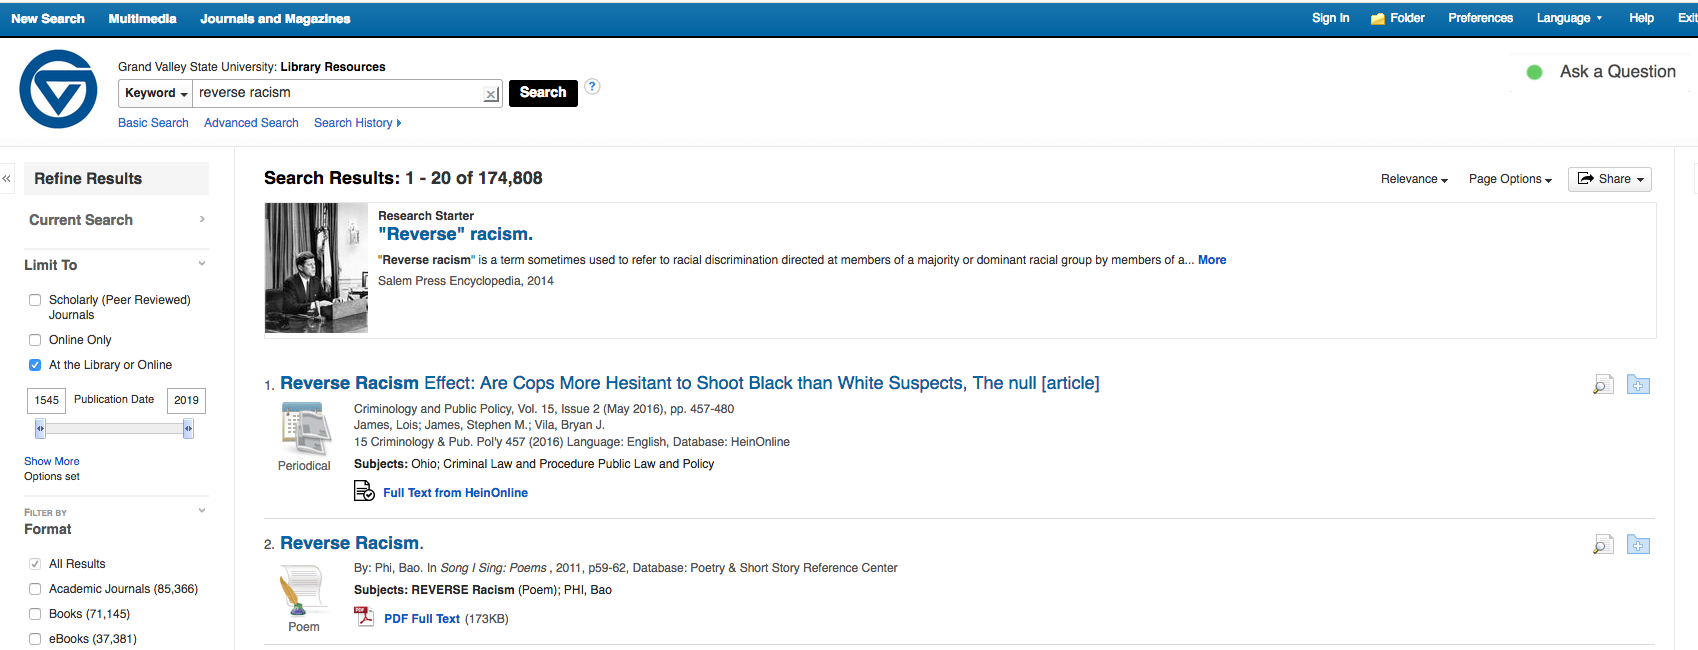 New Search Multimedia Journals and Magazines Sign In Folder Preferences Language Help Exit
Grand Valley State University: Library Resources
Keyword reverse racism Search ?
Basic Search Advanced Search Search History
Ask a Question
Refine Results
Current Search
Limit To
Scholarly (Peer Reviewed)
Journals
Online Only
At the Library or Online
1545 Publication Date 2019
Show More
Options set
FILTER BY
Format
All Results
Academic Journals (85,366)
Books (71,145)
eBooks (37,381)
Search Results: 1 - 20 of 174,808
Relevance Page Options Share
Research Starter
"Reverse" racism.
"Reverse racism" is a term sometimes used to refer to racial discrimination directed at members of a majority or dominant racial group by members of a... More
Salem Press Encyclopedia, 2014
1. Reverse Racism Effect: Are Cops More Hesitant to Shoot Black than White Suspects, The null [article]
Periodical
Criminology and Public Policy, Vol. 15, Issue 2 (May 2016), pp. 457-480
James, Lois; James, Stephen M.; Vila, Bryan J.
15 Criminology & Pub. Pol'y 457 (2016) Language: English, Database: HeinOnline
Subjects: Ohio; Criminal Law and Procedure Public Law and Policy
Full Text from HeinOnline
2. Reverse Racism.
Poem
By: Phi, Bao. In Song I Sing: Poems , 2011, p59-62, Database: Poetry & Short Story Reference Center
Subjects: REVERSE Racism (Poem); PHI, Bao
PDF Full Text (173KB)